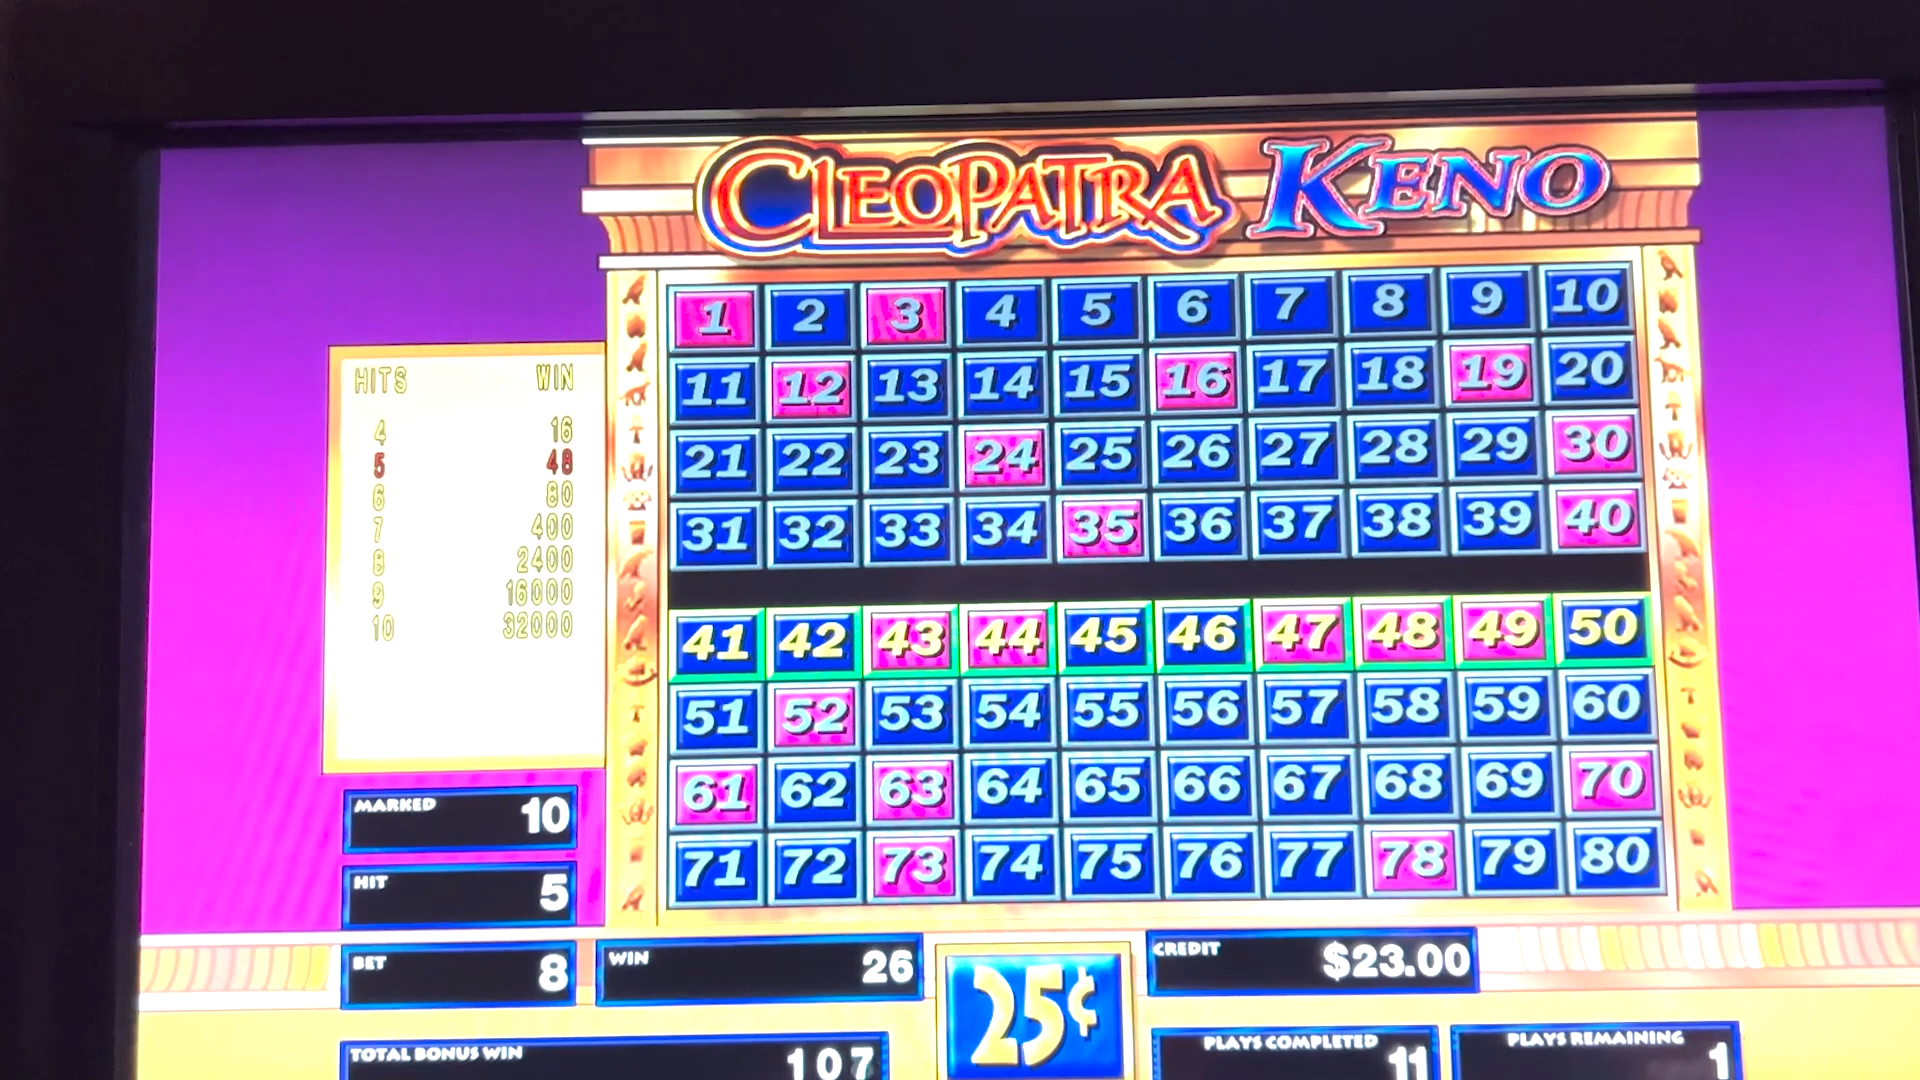 CLEOPATRA KENO
1 2 3 4 5 6 7 8 9 10
11 12 13 14 15 16 17 18 19 20
21 22 23 24 25 26 27 28 29 30
31 32 33 34 35 36 37 38 39 40
41 42 43 44 45 46 47 48 49 50
51 52 53 54 55 56 57 58 59 60
61 62 63 64 65 66 67 68 69 70
71 72 73 74 75 76 77 78 79 80
HITS WIN
4 16
5 48
6 80
7 400
8 2400
9 16000
10 32000
MARKED 10
HIT 5
BET 8
WIN 26
25¢
CREDIT $23.00
TOTAL BONUS WIN 107
PLAYS COMPLETED 11
PLAYS REMAINING 1